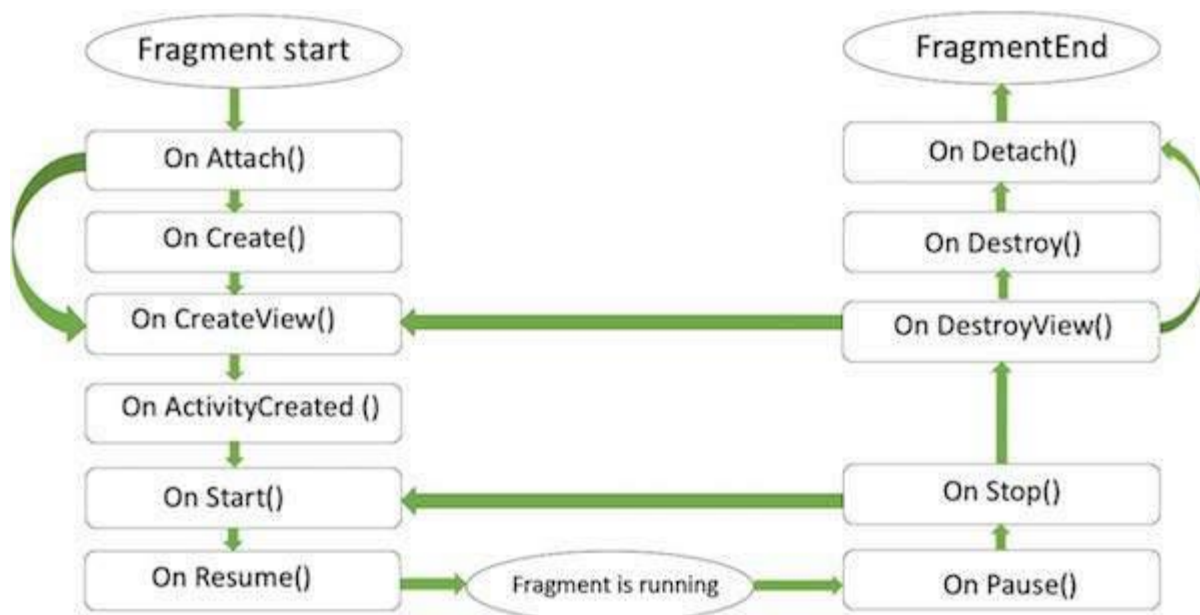 Fragment start
On Attach()
On Create()
On CreateView()
On ActivityCreated ()
On Start()
On Resume()
Fragment is running
On Pause()
On Stop()
On DestroyView()
On Destroy()
On Detach()
FragmentEnd